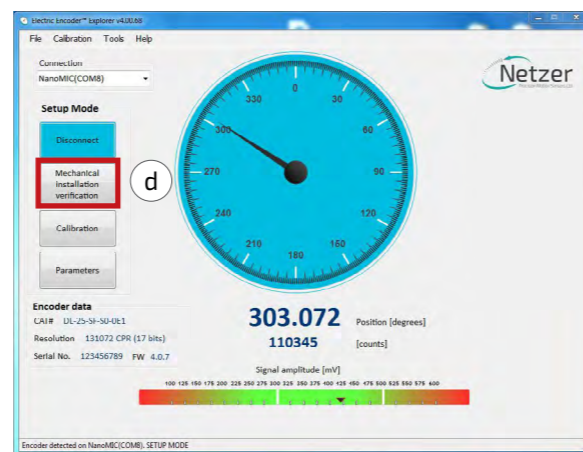 Electric Encoder™ Explorer v4.00.68
File Calibration Tools Help
Connection
NanoMIC(COM8)
Netzer
Setup Mode
Disconnect
Mechanical
installation
verification
d
Calibration
Parameters
0
30
60
90
120
150
180
210
240
270
300
330
Encoder data
CAT# DL-25-SF-S0-0E1
Resolution 131072 CPR (17 bits)
Serial No. 123456789 FW 4.0.7
303.072 Position [degrees]
110345 [counts]
Signal amplitude [mV]
100 125 150 175 200 225 250 275 300 325 350 375 400 425 450 475 500 525 550 575 600
Encoder detected on NanoMIC(COM8). SETUP MODE